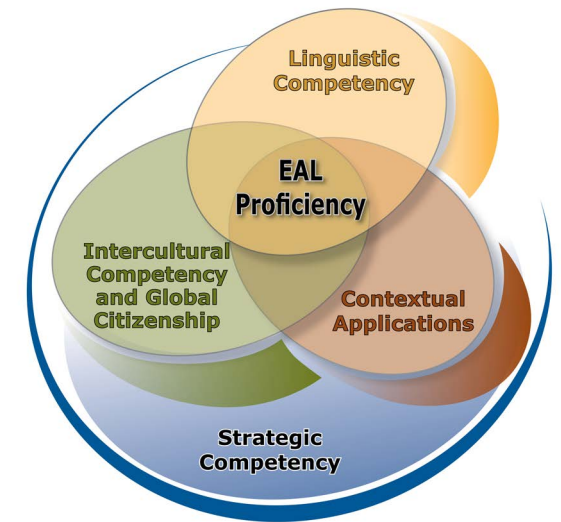 Linguistic
Competency
EAL
Proficiency
Intercultural
Competency
and Global
Citizenship
Contextual
Applications
Strategic
Competency